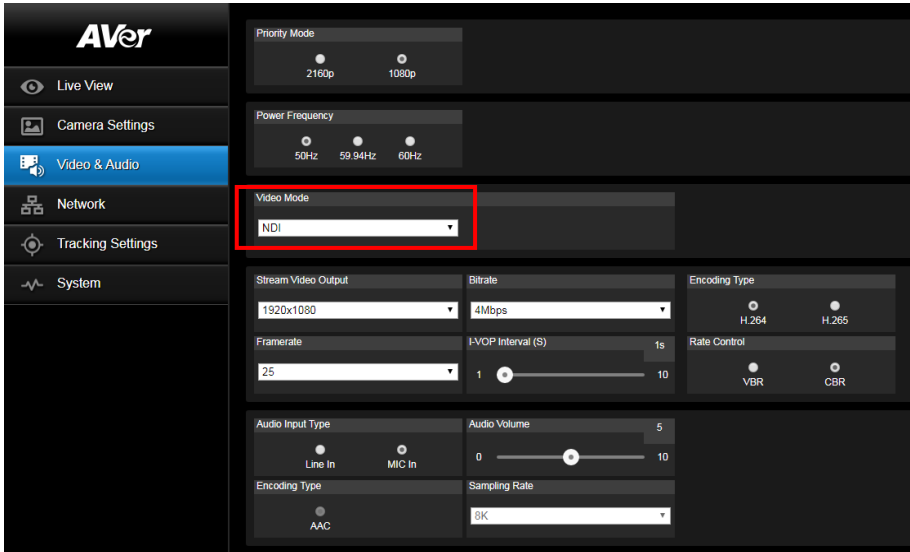 AVer
Live View
Camera Settings
Video & Audio
Network
Tracking Settings
System
Priority Mode
2160p 1080p
Power Frequency
50Hz 59.94Hz 60Hz
Video Mode
NDI
Stream Video Output Bitrate Encoding Type
1920x1080 4Mbps H.264 H.265
Framerate I-VOP Interval (S) 1s Rate Control
25 1 10 VBR CBR
Audio Input Type Audio Volume 5
Line In MIC In 0 10
Encoding Type Sampling Rate
AAC 8K